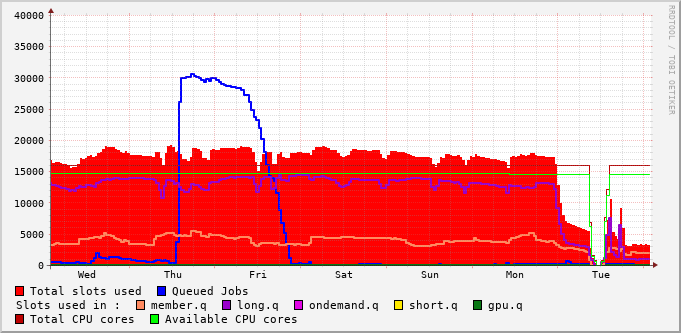 RRDTOOL / TOBI OETIKER
40000
35000
30000
25000
20000
15000
10000
5000
0
Wed Thu Fri Sat Sun Mon Tue
Total slots used Queued Jobs
Slots used in : member.q long.q ondemand.q short.q gpu.q
Total CPU cores Available CPU cores